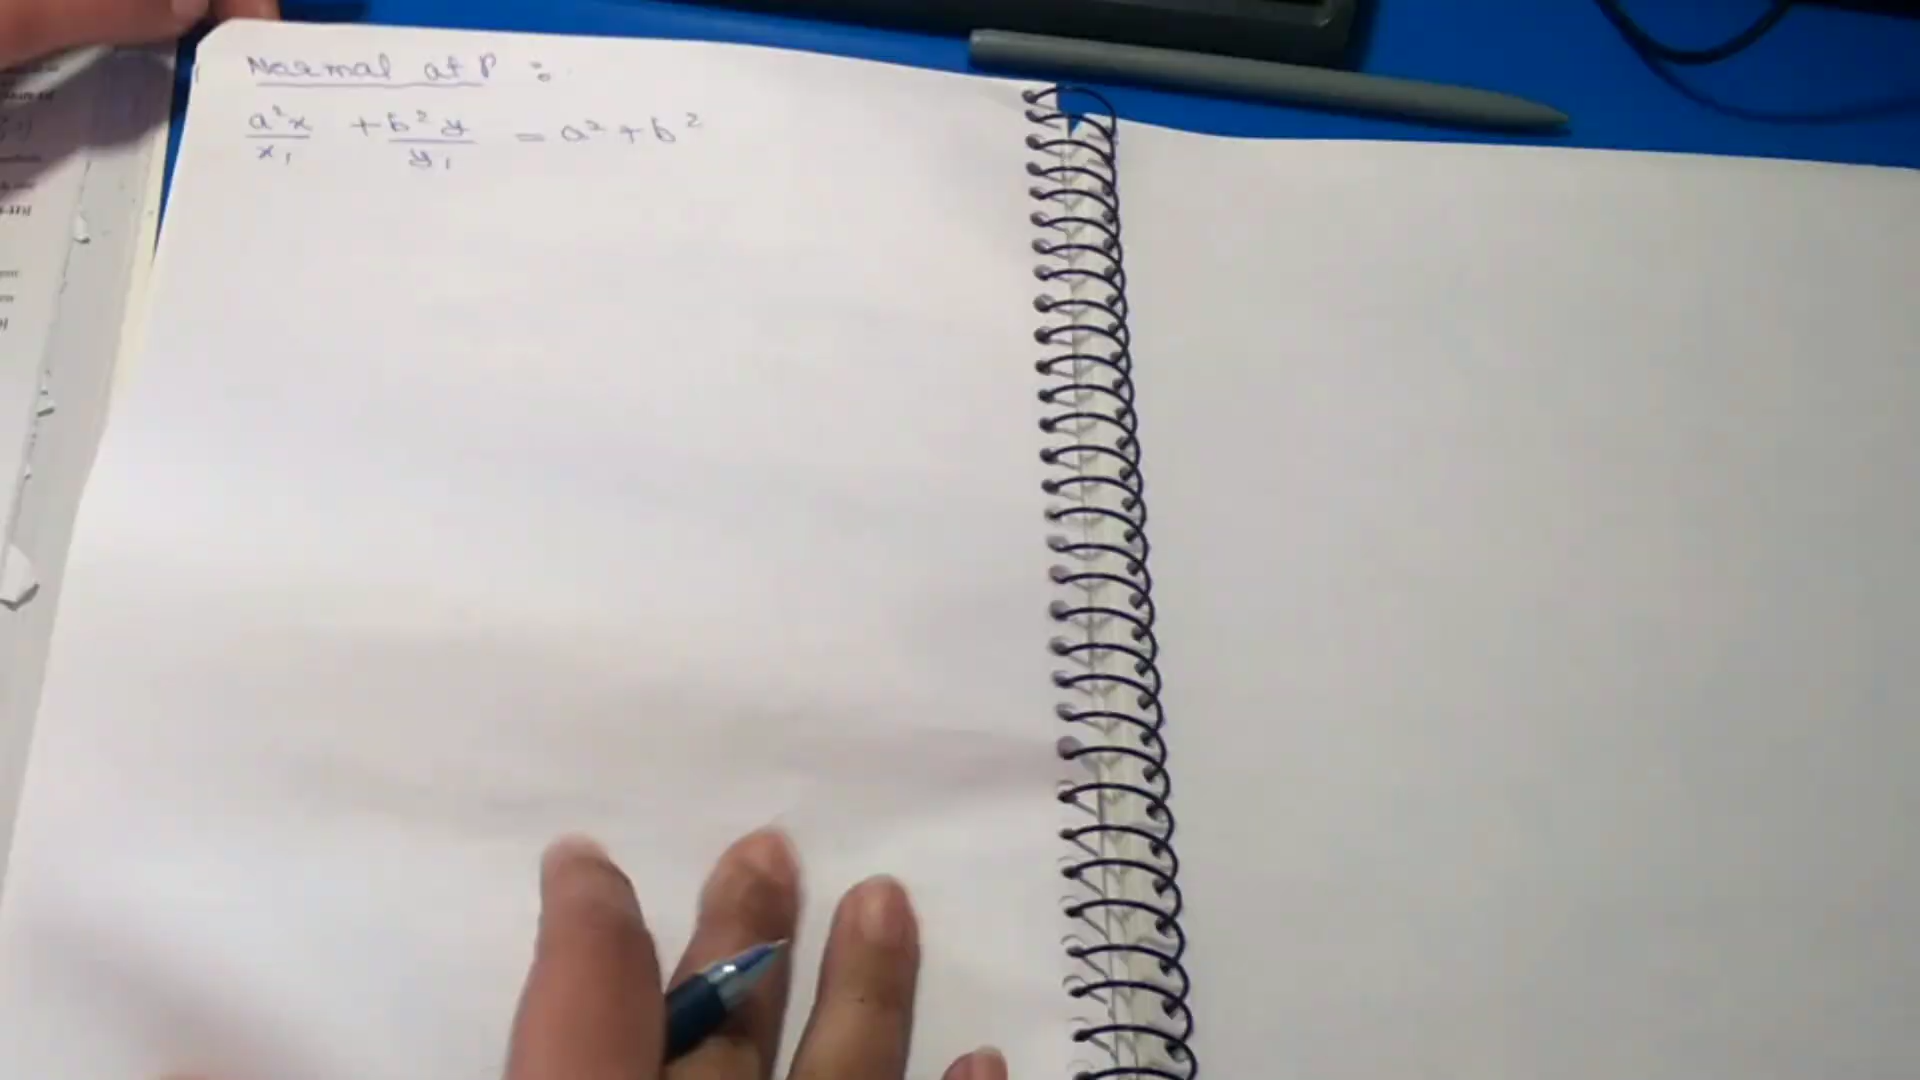 Normal at P :
a²x/x₁ + b²y/y₁ = a² + b²